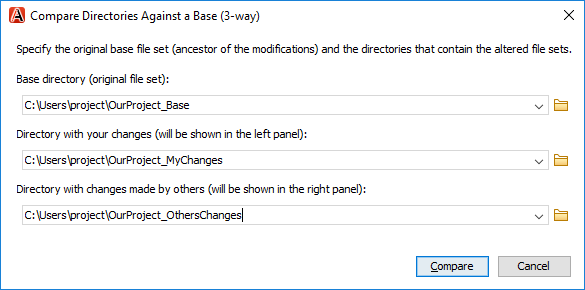 Compare Directories Against a Base (3-way)
Specify the original base file set (ancestor of the modifications) and the directories that contain the altered file sets.
Base directory (original file set):
C:\Users\project\OurProject_Base
Directory with your changes (will be shown in the left panel):
C:\Users\project\OurProject_MyChanges
Directory with changes made by others (will be shown in the right panel):
C:\Users\project\OurProject_OthersChanges
Compare Cancel